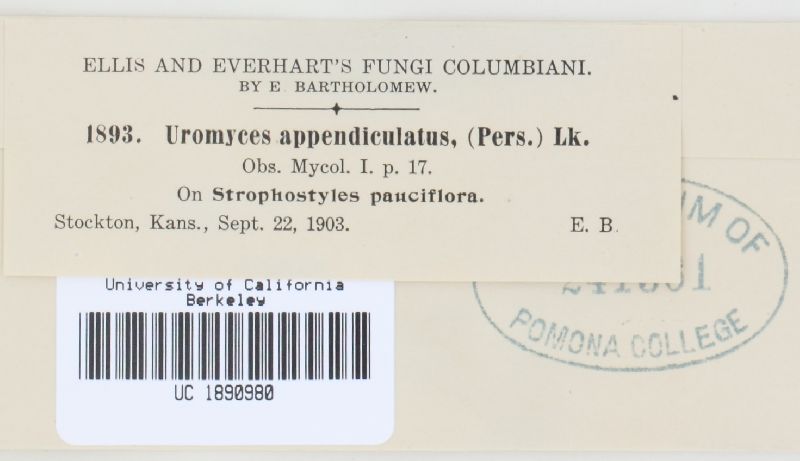 ELLIS AND EVERHART'S FUNGI COLUMBIANI.
BY E. BARTHOLOMEW.
1893. Uromyces appendiculatus, (Pers.) Lk.
Obs. Mycol. I. p. 17.
On Strophostyles pauciflora.
Stockton, Kans., Sept. 22, 1903. E. B.
OF
POMONA COLLEGE
University of California
Berkeley
UC 1890980